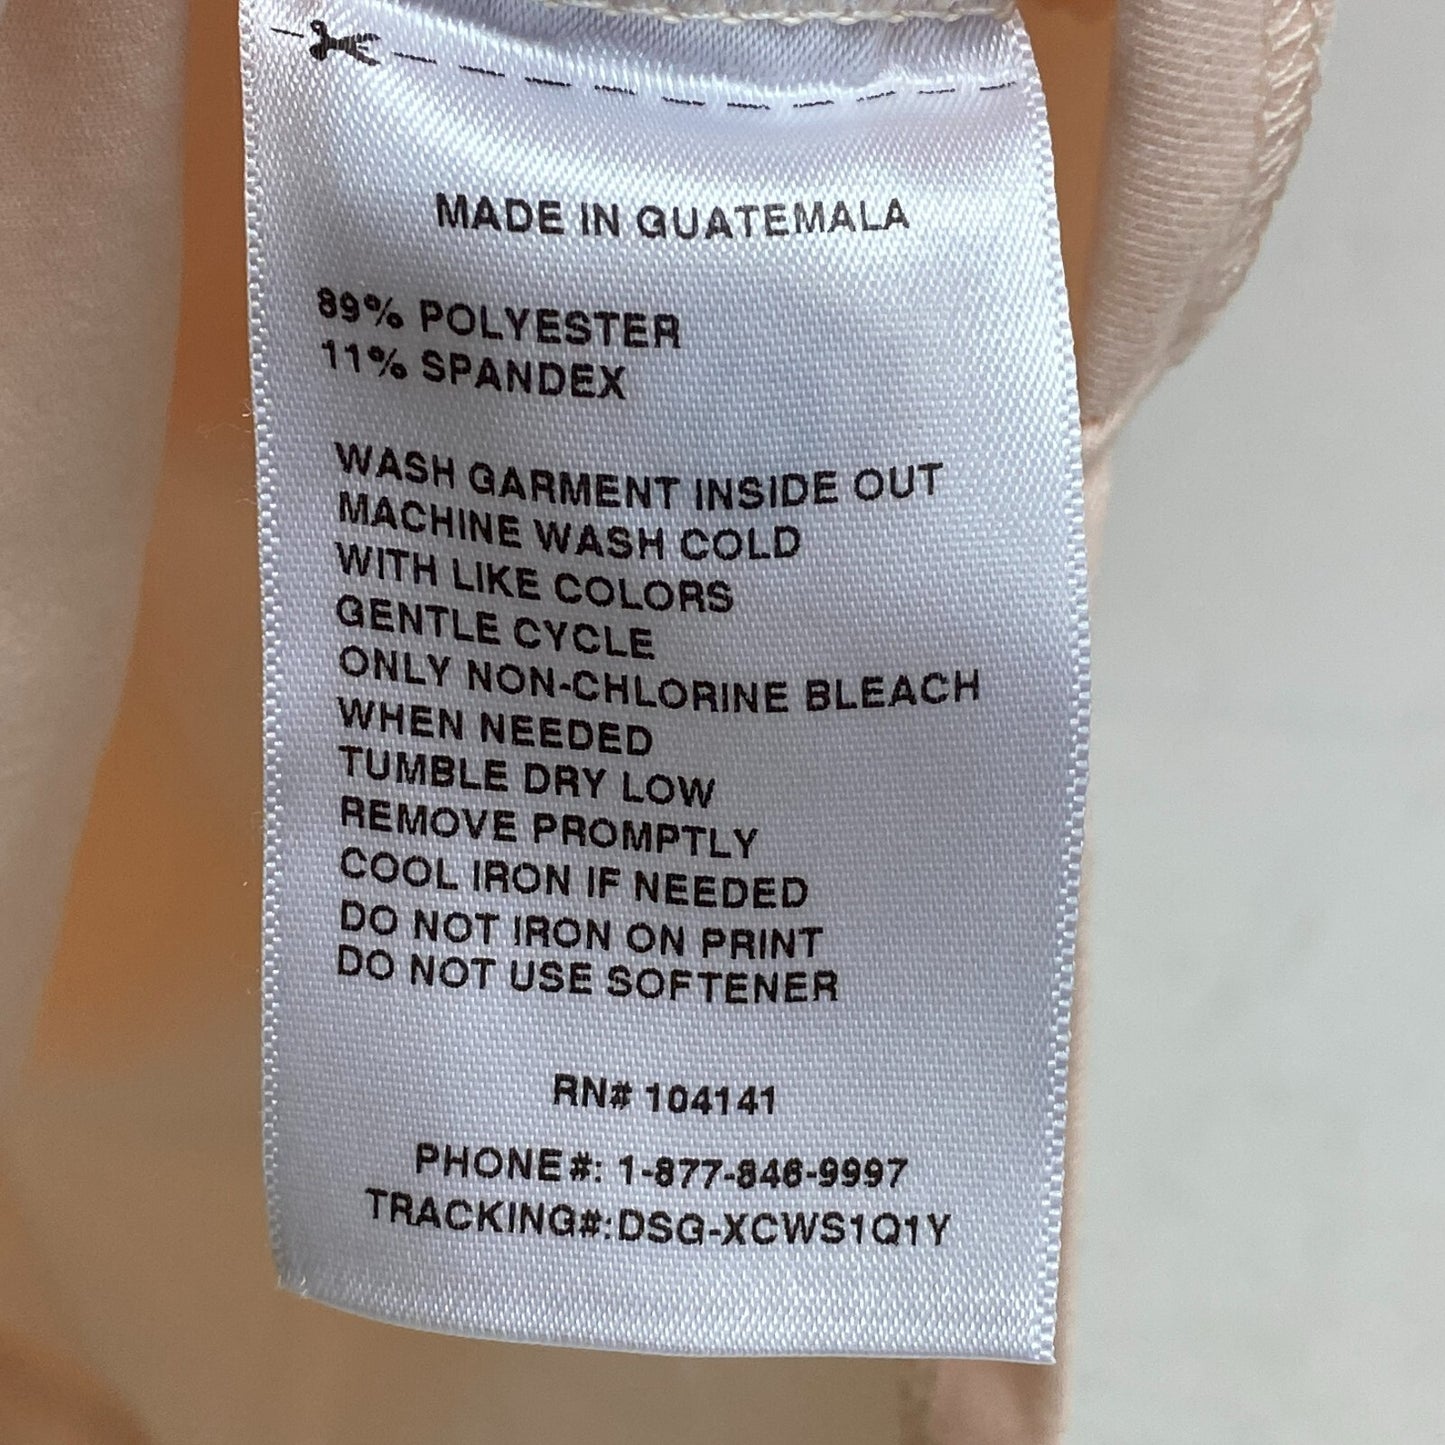 MADE IN GUATEMALA
89% POLYESTER
11% SPANDEX
WASH GARMENT INSIDE OUT
MACHINE WASH COLD
WITH LIKE COLORS
GENTLE CYCLE
ONLY NON-CHLORINE BLEACH
WHEN NEEDED
TUMBLE DRY LOW
REMOVE PROMPTLY
COOL IRON IF NEEDED
DO NOT IRON ON PRINT
DO NOT USE SOFTENER
RN# 104141
PHONE#: 1-877-846-9997
TRACKING#:DSG-XCWS1Q1Y